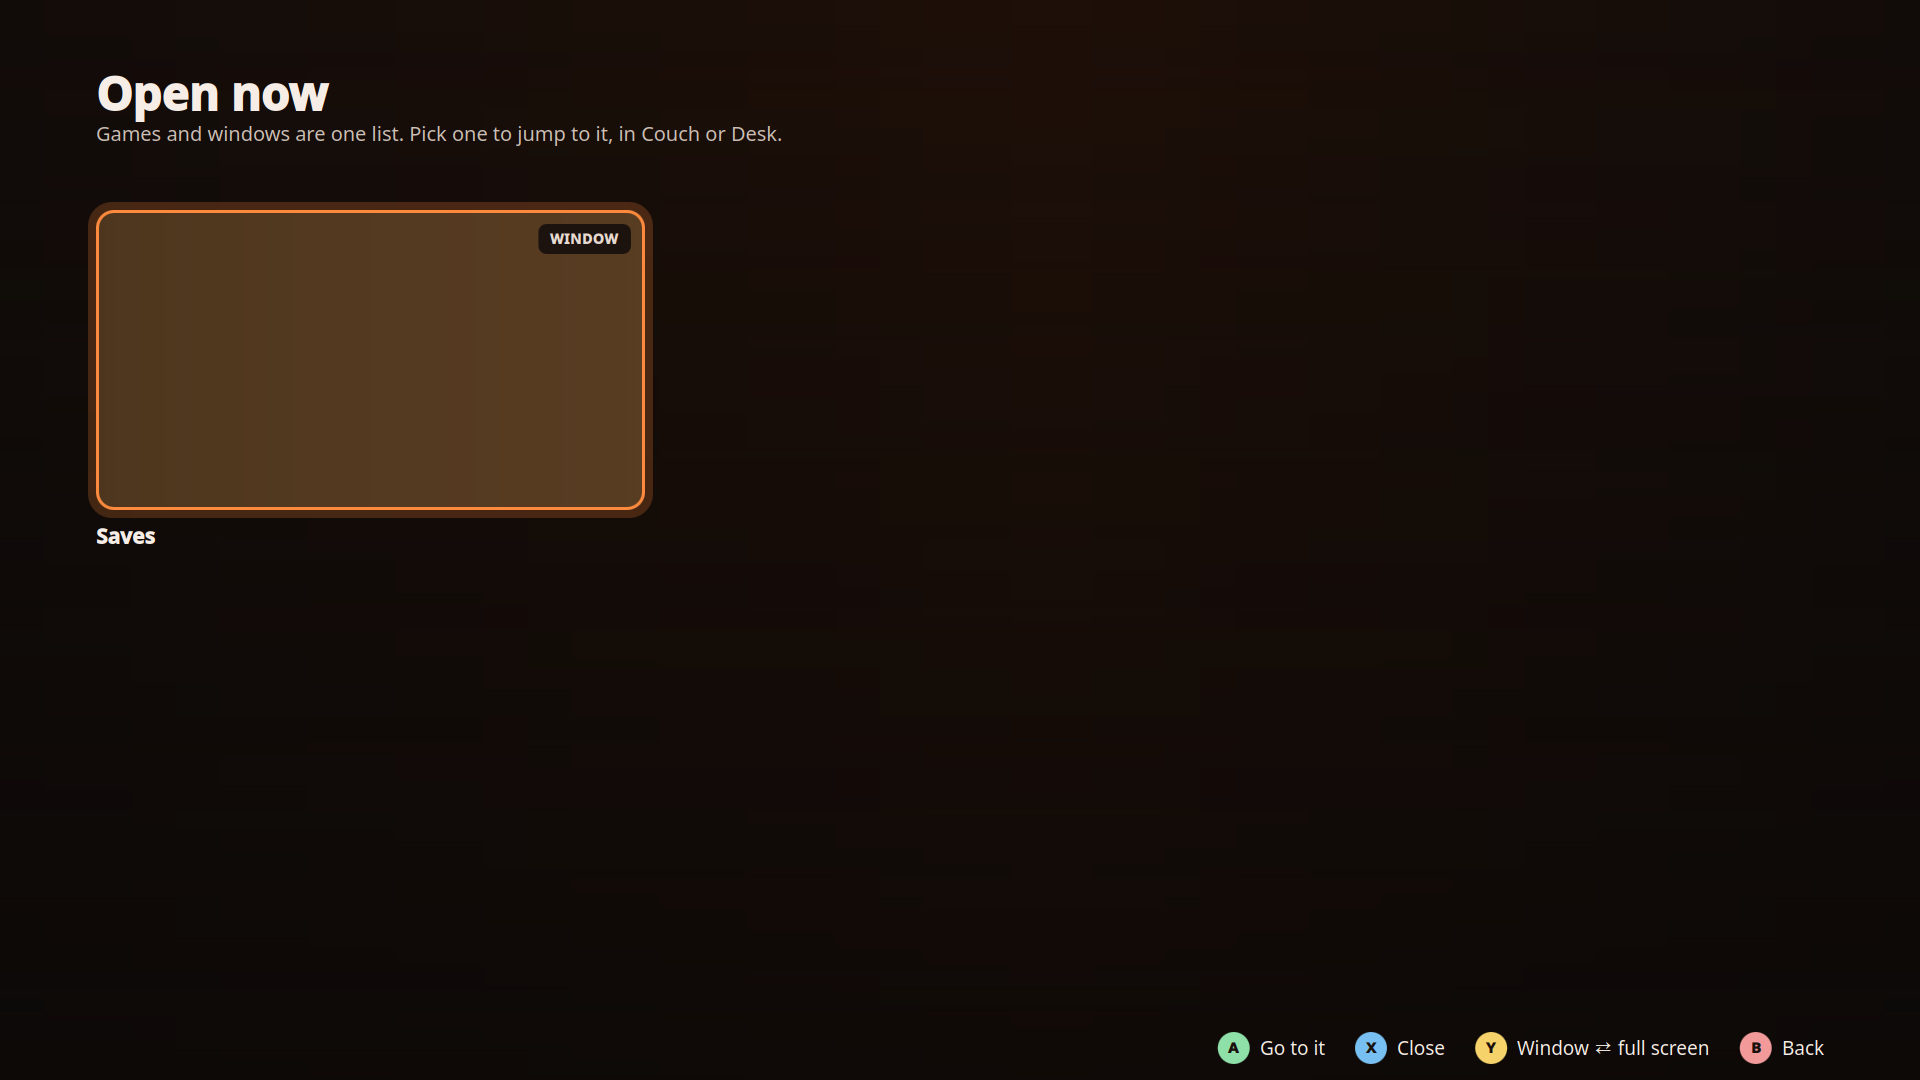 Open now
Games and windows are one list. Pick one to jump to it, in Couch or Desk.
WINDOW
Saves
A Go to it X Close Y Window ⇄ full screen B Back